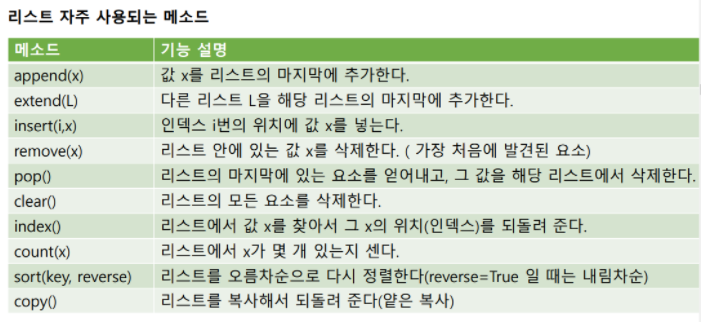 리스트 자주 사용되는 메소드
메소드 기능 설명
append(x) 값 x를 리스트의 마지막에 추가한다.
extend(L) 다른 리스트 L을 해당 리스트의 마지막에 추가한다.
insert(i,x) 인덱스 i번의 위치에 값 x를 넣는다.
remove(x) 리스트 안에 있는 값 x를 삭제한다. ( 가장 처음에 발견된 요소)
pop() 리스트의 마지막에 있는 요소를 얻어내고, 그 값을 해당 리스트에서 삭제한다.
clear() 리스트의 모든 요소를 삭제한다.
index() 리스트에서 값 x를 찾아서 그 x의 위치(인덱스)를 되돌려 준다.
count(x) 리스트에서 x가 몇 개 있는지 센다.
sort(key, reverse) 리스트를 오름차순으로 다시 정렬한다(reverse=True 일 때는 내림차순)
copy() 리스트를 복사해서 되돌려 준다(얕은 복사)